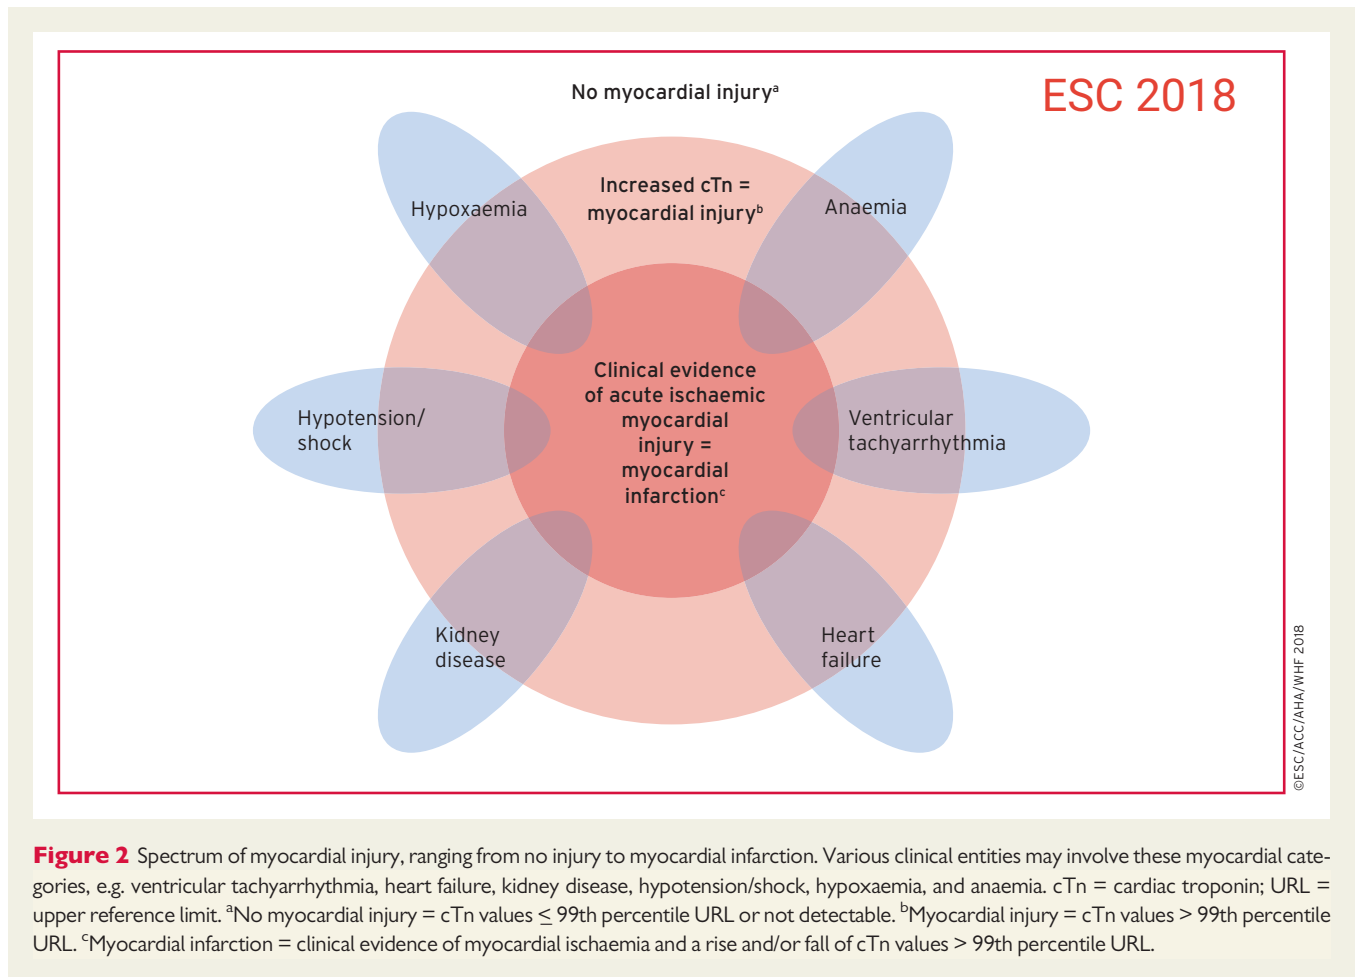 No myocardial injuryᵃ
ESC 2018
Increased cTn =
myocardial injuryᵇ
Hypoxaemia
Anaemia
Clinical evidence
of acute ischaemic
myocardial
injury =
myocardial
infarctionᶜ
Hypotension/
shock
Ventricular
tachyarrhythmia
Kidney
disease
Heart
failure
©ESC/ACC/AHA/WHF 2018
Figure 2 Spectrum of myocardial injury, ranging from no injury to myocardial infarction. Various clinical entities may involve these myocardial cate-
gories, e.g. ventricular tachyarrhythmia, heart failure, kidney disease, hypotension/shock, hypoxaemia, and anaemia. cTn = cardiac troponin; URL =
upper reference limit. ᵃNo myocardial injury = cTn values ≤ 99th percentile URL or not detectable. ᵇMyocardial injury = cTn values > 99th percentile
URL. ᶜMyocardial infarction = clinical evidence of myocardial ischaemia and a rise and/or fall of cTn values > 99th percentile URL.